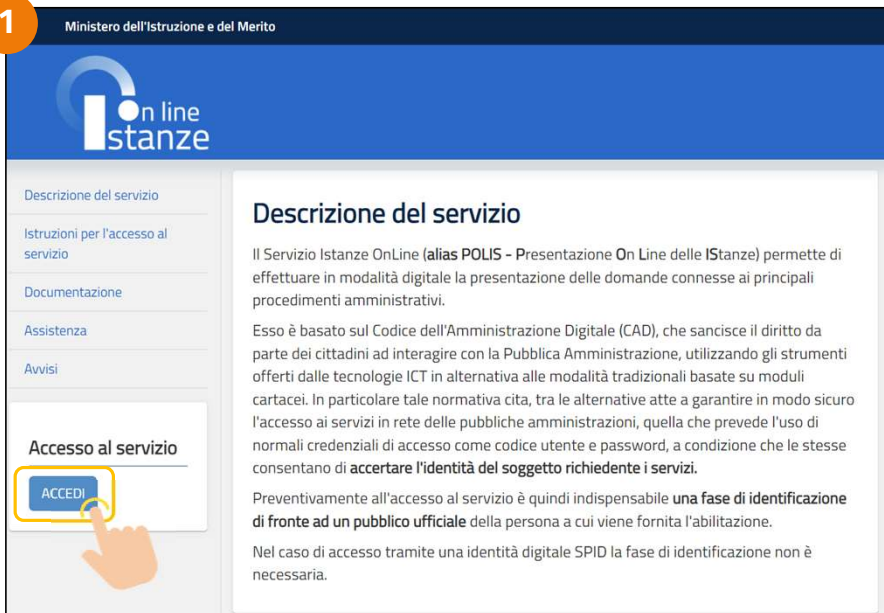 1
Ministero dell'Istruzione e del Merito
On line
Istanze
Descrizione del servizio
Istruzioni per l'accesso al
servizio
Documentazione
Assistenza
Avvisi
Accesso al servizio
ACCEDI
Descrizione del servizio
Il Servizio Istanze OnLine (alias POLIS - Presentazione On Line delle IStanze) permette di
effettuare in modalità digitale la presentazione delle domande connesse ai principali
procedimenti amministrativi.
Esso è basato sul Codice dell'Amministrazione Digitale (CAD), che sancisce il diritto da
parte dei cittadini ad interagire con la Pubblica Amministrazione, utilizzando gli strumenti
offerti dalle tecnologie ICT in alternativa alle modalità tradizionali basate su moduli
cartacei. In particolare tale normativa cita, tra le alternative atte a garantire in modo sicuro
l'accesso ai servizi in rete delle pubbliche amministrazioni, quella che prevede l'uso di
normali credenziali di accesso come codice utente e password, a condizione che le stesse
consentano di accertare l'identità del soggetto richiedente i servizi.
Preventivamente all'accesso al servizio è quindi indispensabile una fase di identificazione
di fronte ad un pubblico ufficiale della persona a cui viene fornita l'abilitazione.
Nel caso di accesso tramite una identità digitale SPID la fase di identificazione non è
necessaria.